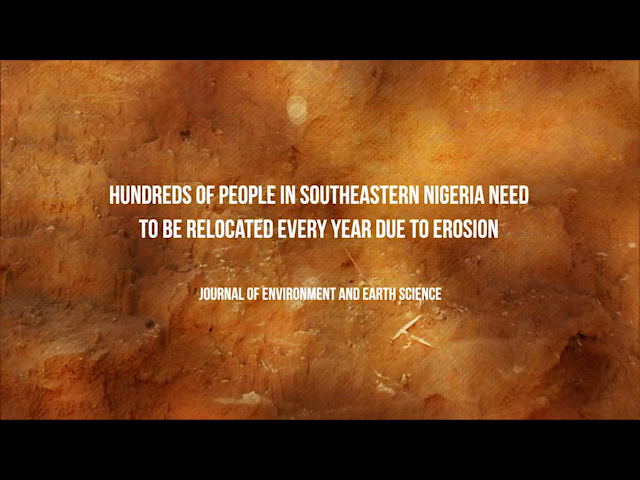 HUNDREDS OF PEOPLE IN SOUTHEASTERN NIGERIA NEED
TO BE RELOCATED EVERY YEAR DUE TO EROSION
JOURNAL OF ENVIRONMENT AND EARTH SCIENCE